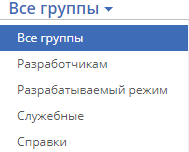 Все группы
Все группы
Разработчикам
Разрабатываемый режим
Служебные
Справки